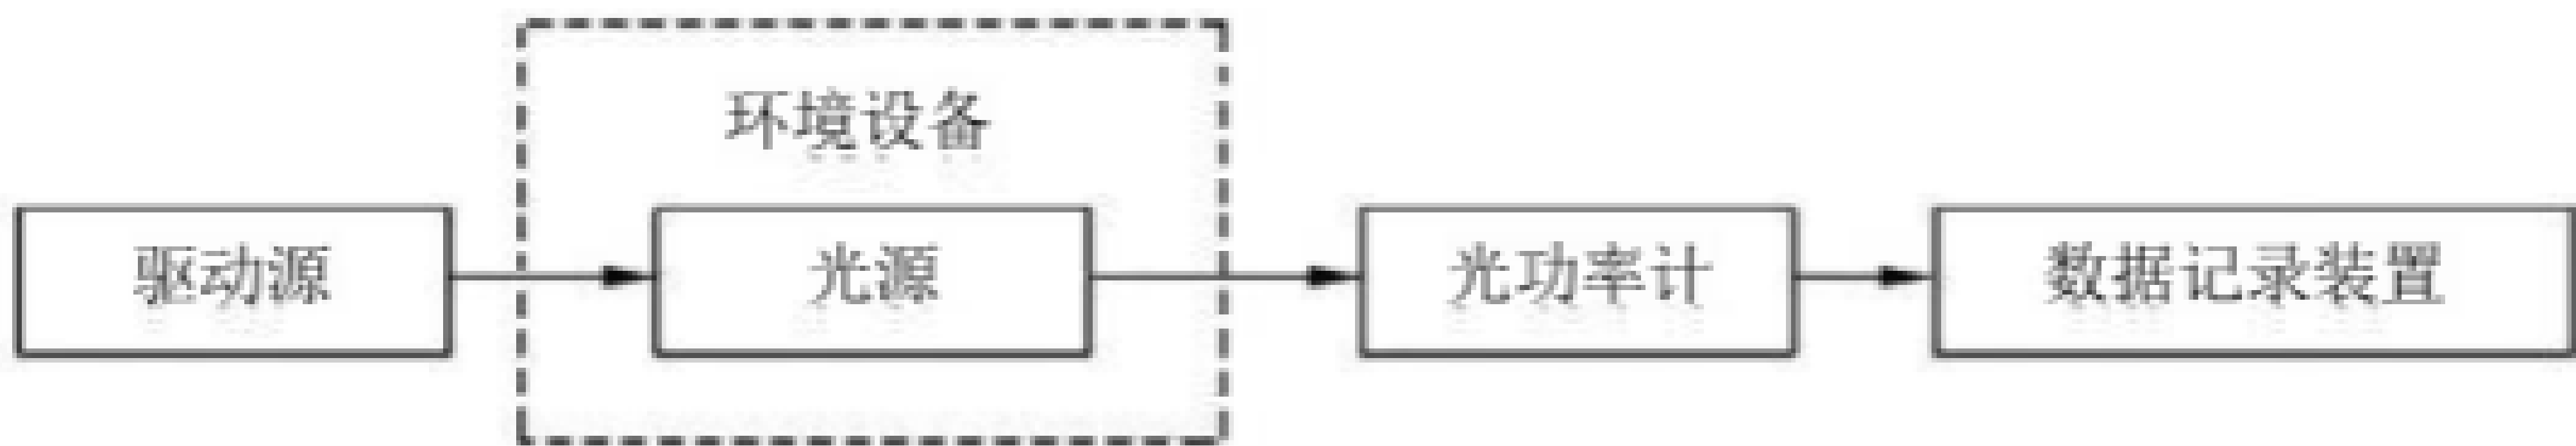 环境设备
驱动源
光源
光功率计
数据记录装置